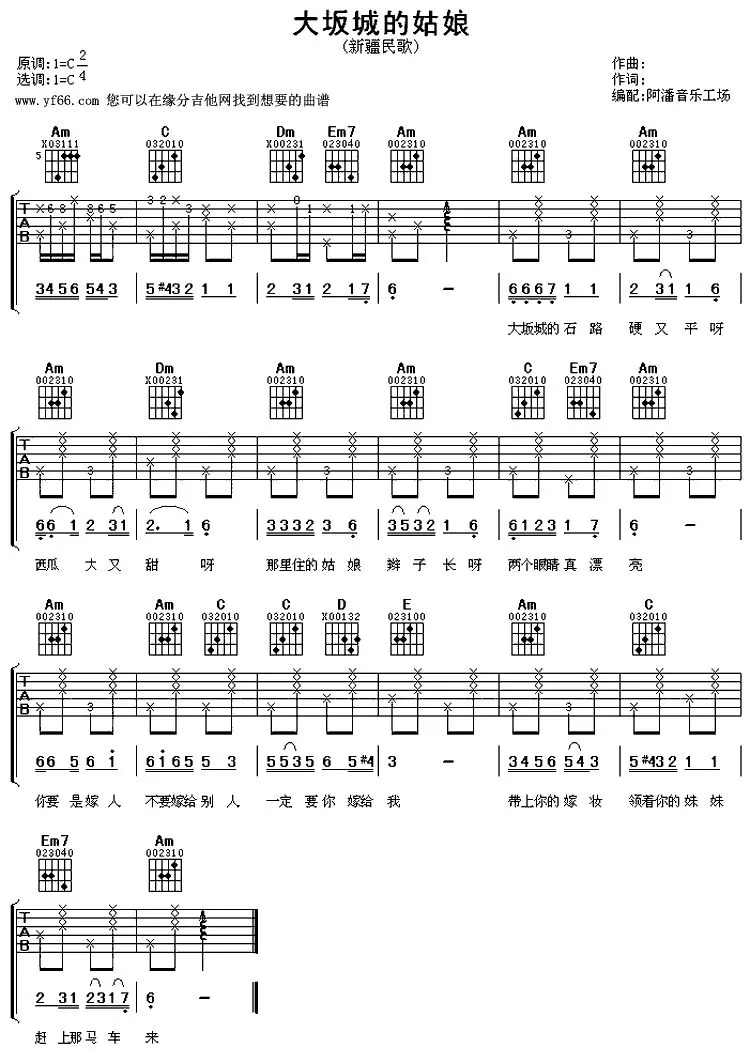 大坂城的姑娘
(新疆民歌)
原调:1=C 2/4
选调:1=C 4
作曲:
作词:
编配:阿潘音乐工场
www.yf66.com 您可以在缘分吉他网找到想要的曲谱
Am C Dm Em7 Am Am Am
X03111 032010 X00231 023040 002310 002310 002310
5
T A B
3456 543 5#432 11 2 31 2 17 6 - 6667 11 2 31 1 6
大坂城的石路 硬又平呀
Am Dm Am Am C Em7 Am
002310 X00231 002310 002310 032010 023040 002310
T A B
66 1 2 31 2. 1 6 3332 3 6 3532 1 6 6123 1 7 6 -
西瓜 大又 甜 呀 那里住的姑娘 辫子长呀 两个眼睛真漂 亮
Am Am C C D E Am C
002310 002310 032010 032010 X00132 023100 002310 032010
T A B
66 5 6 1 6165 5 3 5535 6 5#4 3 - 3456 543 5#432 11
你要是嫁人 不要嫁给别人 一定要你嫁给 我 带上你的嫁妆 领着你的妹妹
Em7 Am
023040 002310
T A B
2 31 2317 6 -
赶上那马车 来